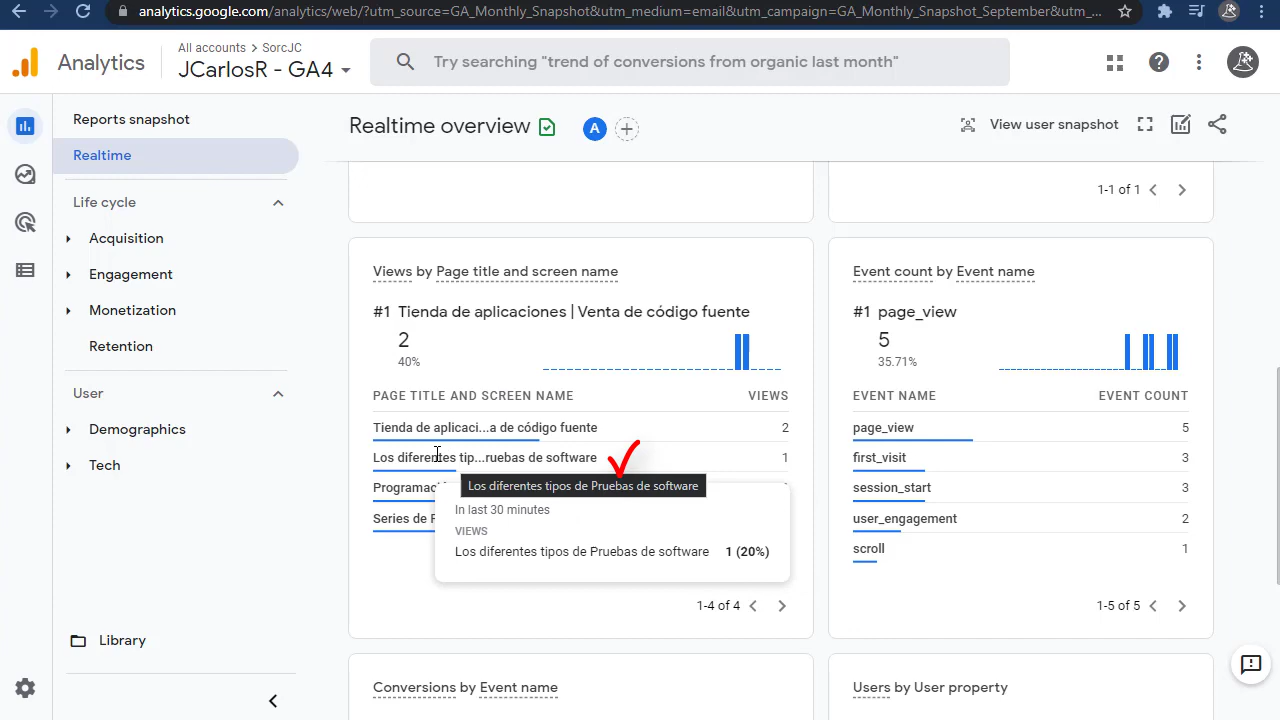 analytics.google.com/analytics/web/?utm_source=GA_Monthly_Snapshot&utm_medium=email&utm_campaign=GA_Monthly_Snapshot_September&utm_...
Analytics
All accounts > SorcJC
JCarlosR - GA4
Try searching "trend of conversions from organic last month"
Reports snapshot
Realtime
Life cycle
Acquisition
Engagement
Monetization
Retention
User
Demographics
Tech
Library
Realtime overview
A
View user snapshot
1-1 of 1
Views by Page title and screen name
#1 Tienda de aplicaciones | Venta de código fuente
2
40%
PAGE TITLE AND SCREEN NAME VIEWS
Tienda de aplicaci...a de código fuente 2
Los diferentes tip...ruebas de software 1
Programaci
Series de
Los diferentes tipos de Pruebas de software
In last 30 minutes
VIEWS
Los diferentes tipos de Pruebas de software 1 (20%)
1-4 of 4
Event count by Event name
#1 page_view
5
35.71%
EVENT NAME EVENT COUNT
page_view 5
first_visit 3
session_start 3
user_engagement 2
scroll 1
1-5 of 5
Conversions by Event name
Users by User property